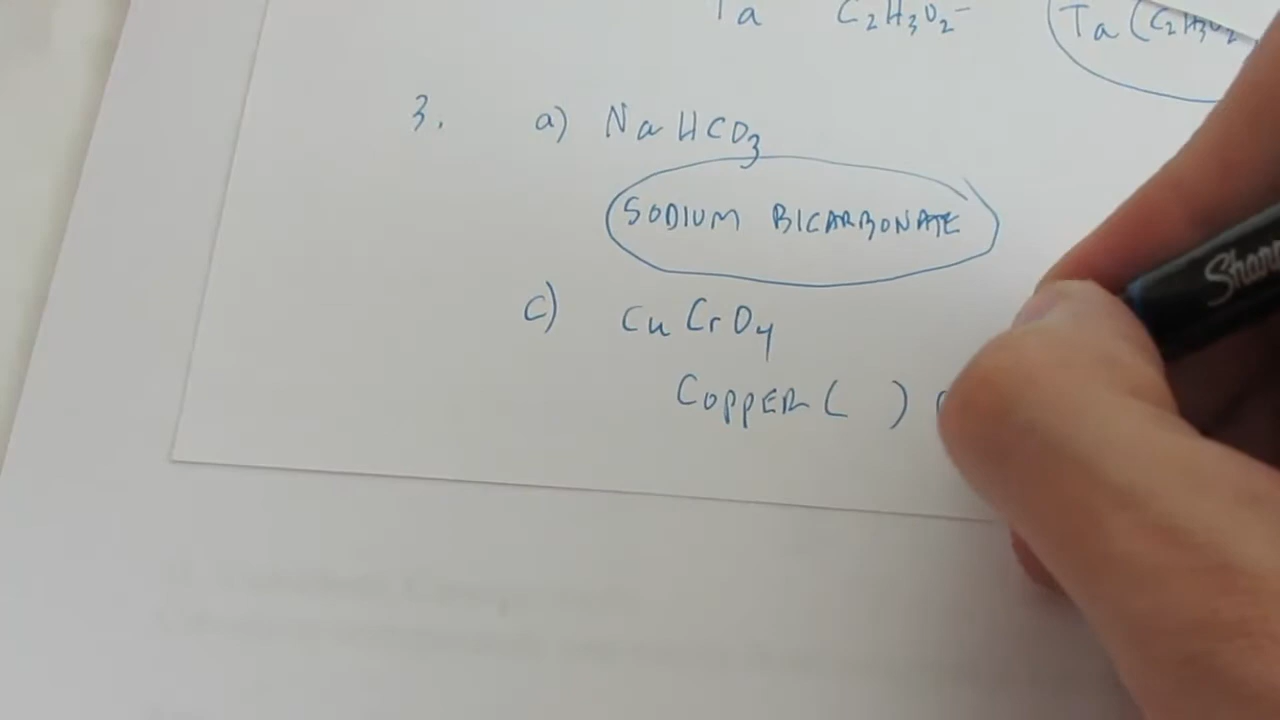 Ta C₂H₃O₂⁻ Ta(C₂H₃O₂
3. a) NaHCO₃
SODIUM BICARBONATE
c) CuCrO₄
COPPER ( )